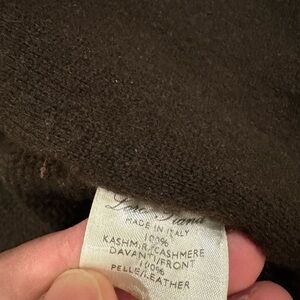 Loro Piana
MADE IN ITALY
100%
KASHMIR/CASHMERE
DAVANTI/FRONT
100%
PELLE/LEATHER